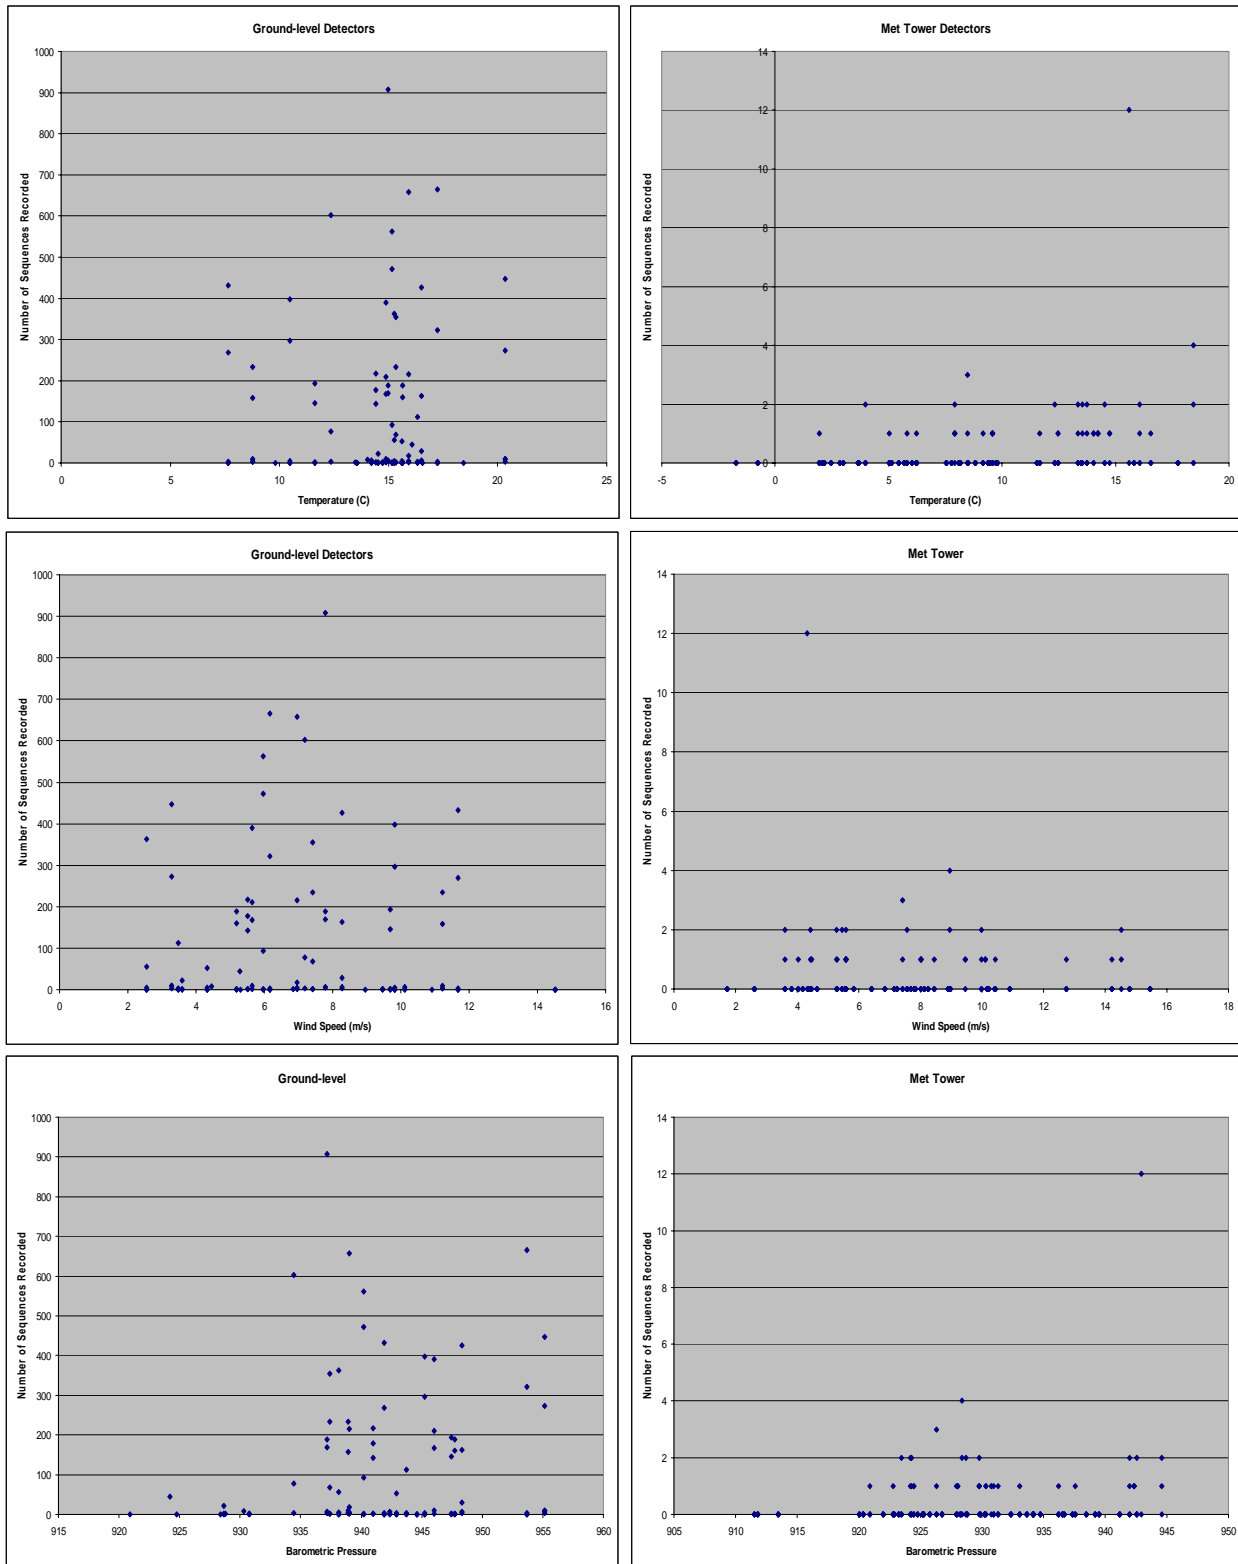 Ground-level Detectors
1000
900
800
700
600
500
400
300
200
100
0
0 5 10 15 20 25
Temperature (C)
Number of Sequences Recorded
Met Tower Detectors
14
12
10
8
6
4
2
0
-5 0 5 10 15 20
Temperature (C)
Number of Sequences Recorded
Ground-level Detectors
1000
900
800
700
600
500
400
300
200
100
0
0 2 4 6 8 10 12 14 16
Wind Speed (m/s)
Number of Sequences Recorded
Met Tower
14
12
10
8
6
4
2
0
0 2 4 6 8 10 12 14 16 18
Wind Speed (m/s)
Number of Sequences Recorded
Ground-level
1000
900
800
700
600
500
400
300
200
100
0
915 920 925 930 935 940 945 950 955 960
Barometric Pressure
Number of Sequences Recorded
Met Tower
14
12
10
8
6
4
2
0
905 910 915 920 925 930 935 940 945 950
Barometric Pressure
Number of Sequences Recorded